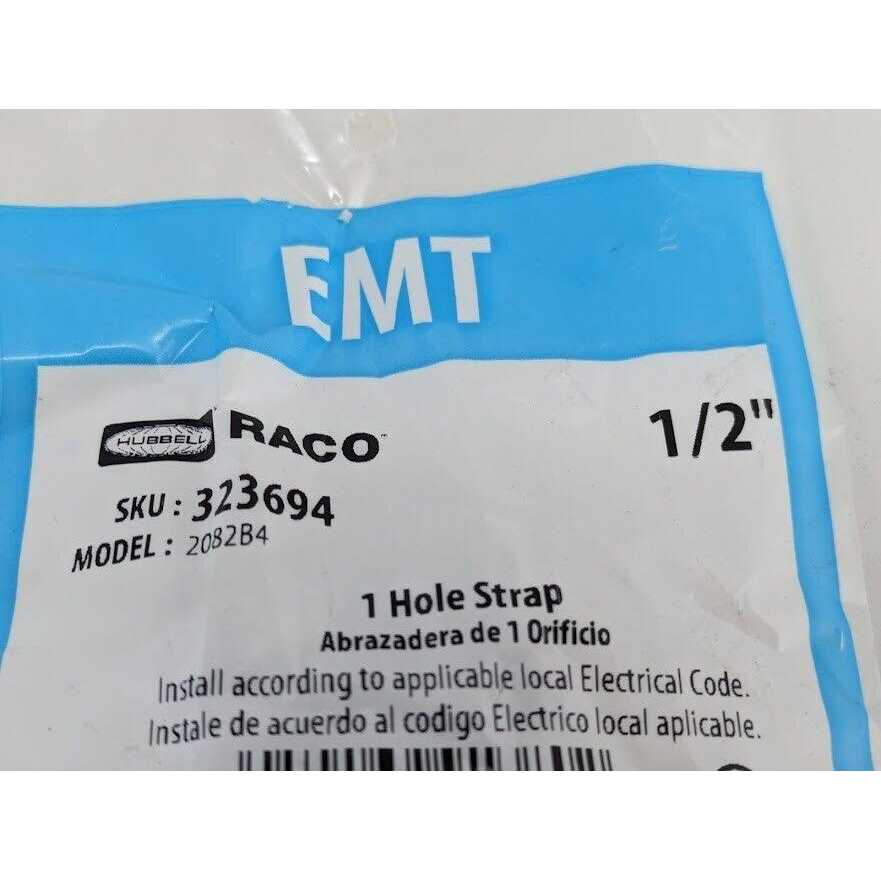 EMT
HUBBELL RACO™ 1/2"
SKU : 323694
MODEL : 2082B4
1 Hole Strap
Abrazadera de 1 Orificio
Install according to applicable local Electrical Code.
Instale de acuerdo al codigo Electrico local aplicable.